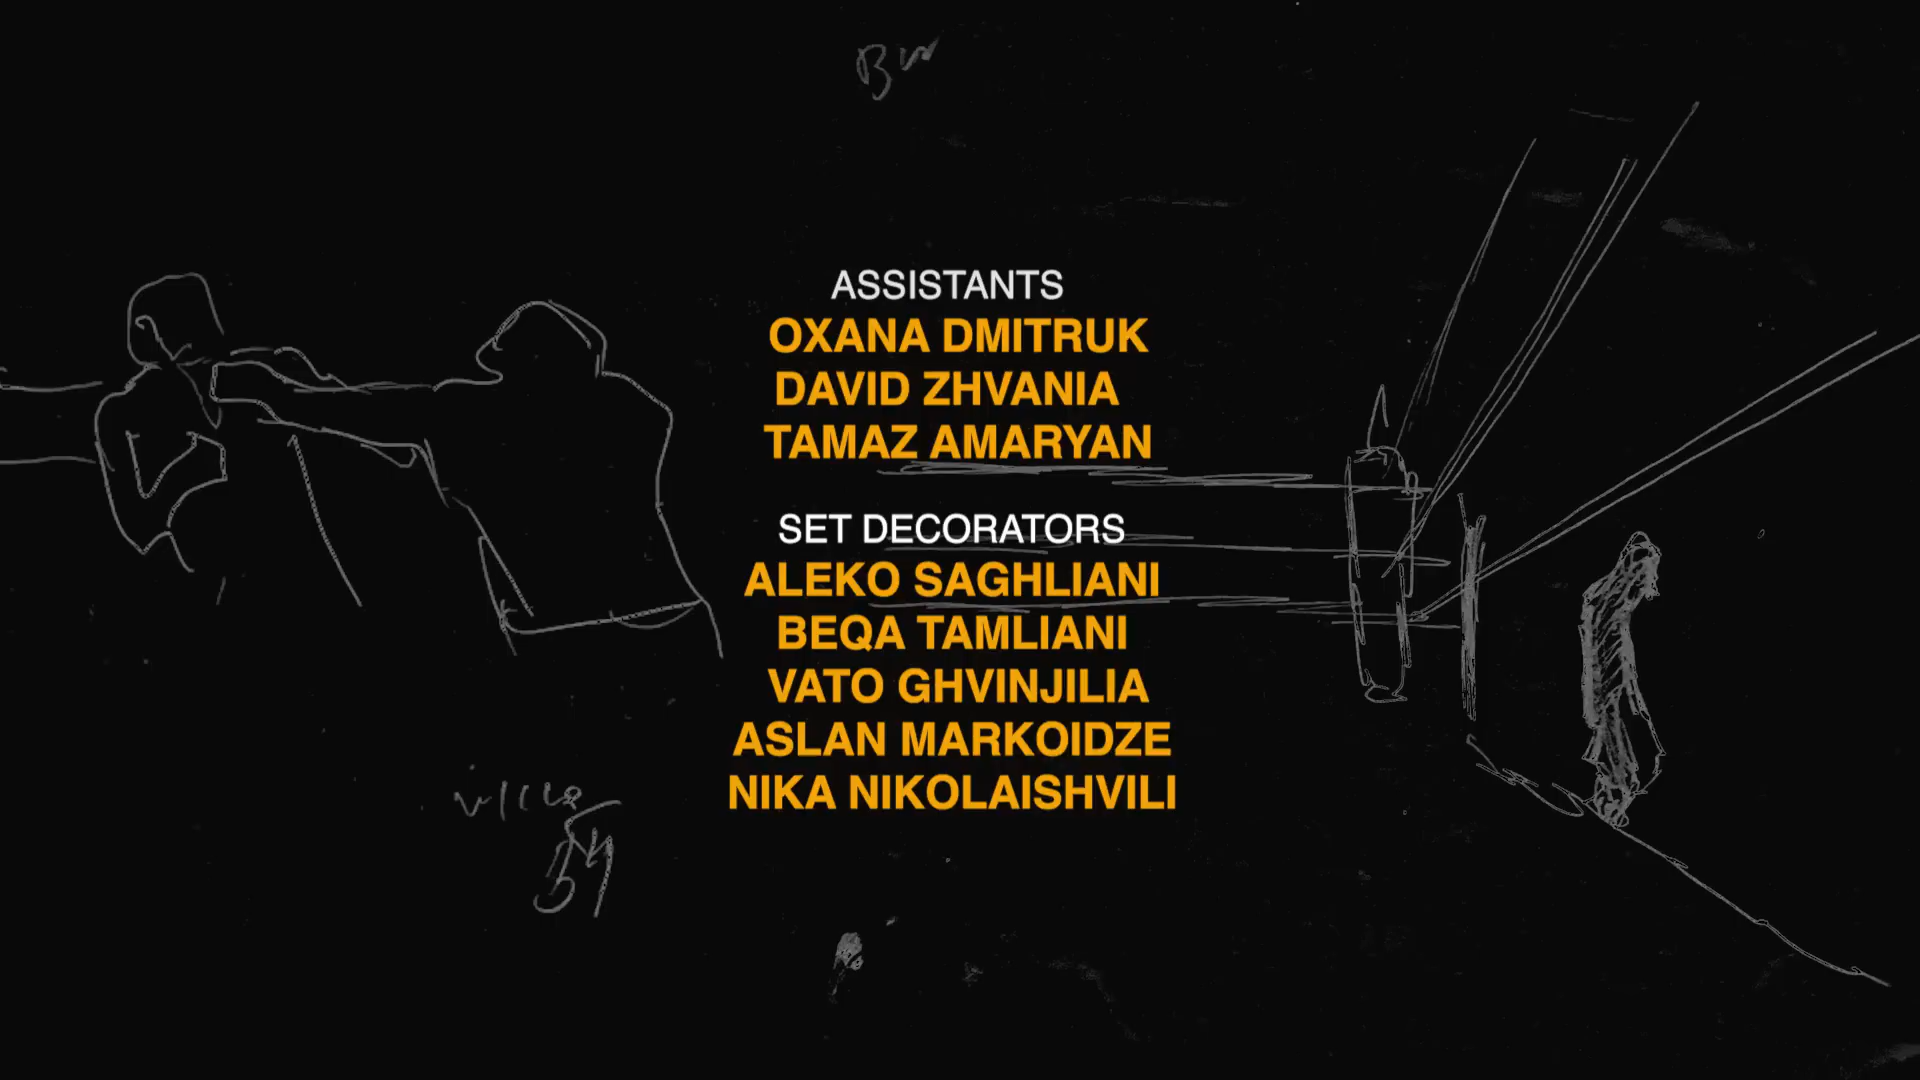 ASSISTANTS
OXANA DMITRUK
DAVID ZHVANIA
TAMAZ AMARYAN
SET DECORATORS
ALEKO SAGHLIANI
BEQA TAMLIANI
VATO GHVINJILIA
ASLAN MARKOIDZE
NIKA NIKOLAISHVILI